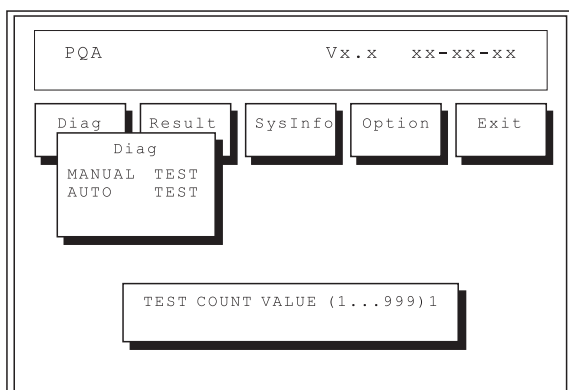 PQA Vx.x xx-xx-xx
Diag Result SysInfo Option Exit
Diag
MANUAL TEST
AUTO TEST
TEST COUNT VALUE (1...999)1